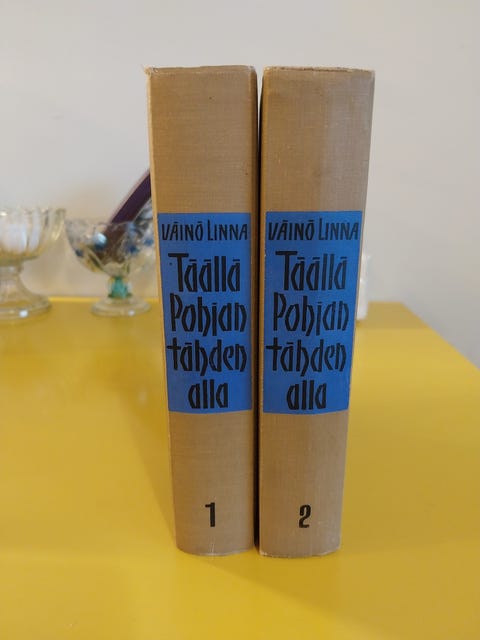 VÄINÖ LINNA
Täällä
Pohjan
tähden
alla
1
VÄINÖ LINNA
Täällä
Pohjan
tähden
alla
2